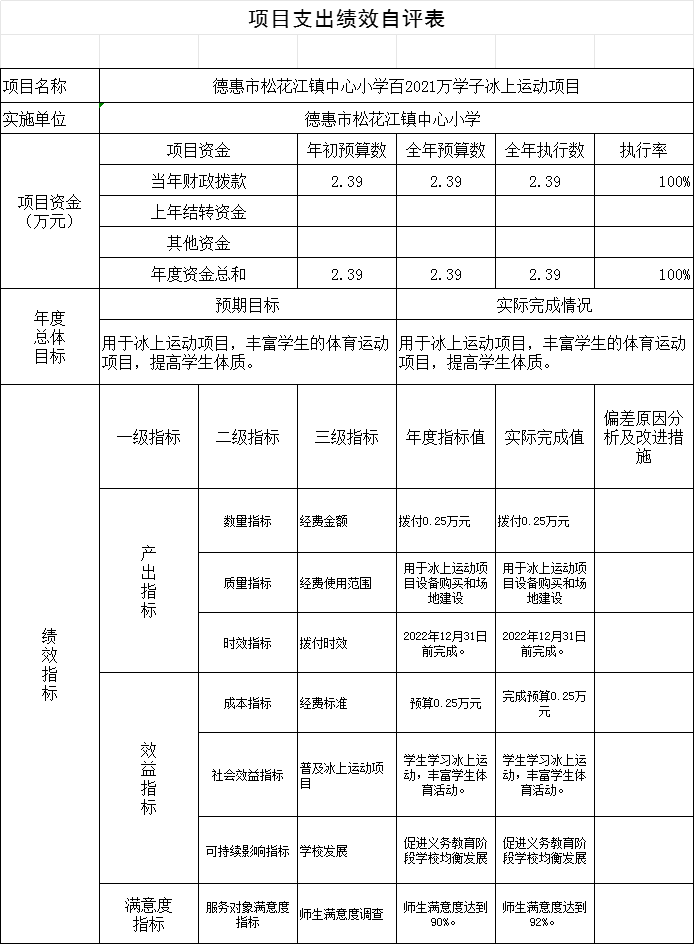 项目支出绩效自评表
项目名称 德惠市松花江镇中心小学百2021万学子冰上运动项目
实施单位 德惠市松花江镇中心小学
项目资金
（万元）
项目资金 年初预算数 全年预算数 全年执行数 执行率
当年财政拨款 2.39 2.39 2.39 100%
上年结转资金
其他资金
年度资金总和 2.39 2.39 2.39 100%
年度
总体
目标
预期目标 实际完成情况
用于冰上运动项目，丰富学生的体育运动
项目，提高学生体质。
用于冰上运动项目，丰富学生的体育运动
项目，提高学生体质。
绩
效
指
标
一级指标 二级指标 三级指标 年度指标值 实际完成值
偏差原因分
析及改进措
施
产
出
指
标
数量指标 经费金额 拨付0.25万元 拨付0.25万元
质量指标 经费使用范围
用于冰上运动项
目设备购买和场
地建设
用于冰上运动项
目设备购买和场
地建设
时效指标 拨付时效
2022年12月31日
前完成。
2022年12月31日
前完成。
效
益
指
标
成本指标 经费标准 预算0.25万元
完成预算0.25万
元
社会效益指标
普及冰上运动项
目
学生学习冰上运
动，丰富学生体
育活动。
学生学习冰上运
动，丰富学生体
育活动。
可持续影响指标 学校发展
促进义务教育阶
段学校均衡发展
促进义务教育阶
段学校均衡发展
满意度
指标
服务对象满意度
指标
师生满意度调查
师生满意度达到
90%。
师生满意度达到
92%。